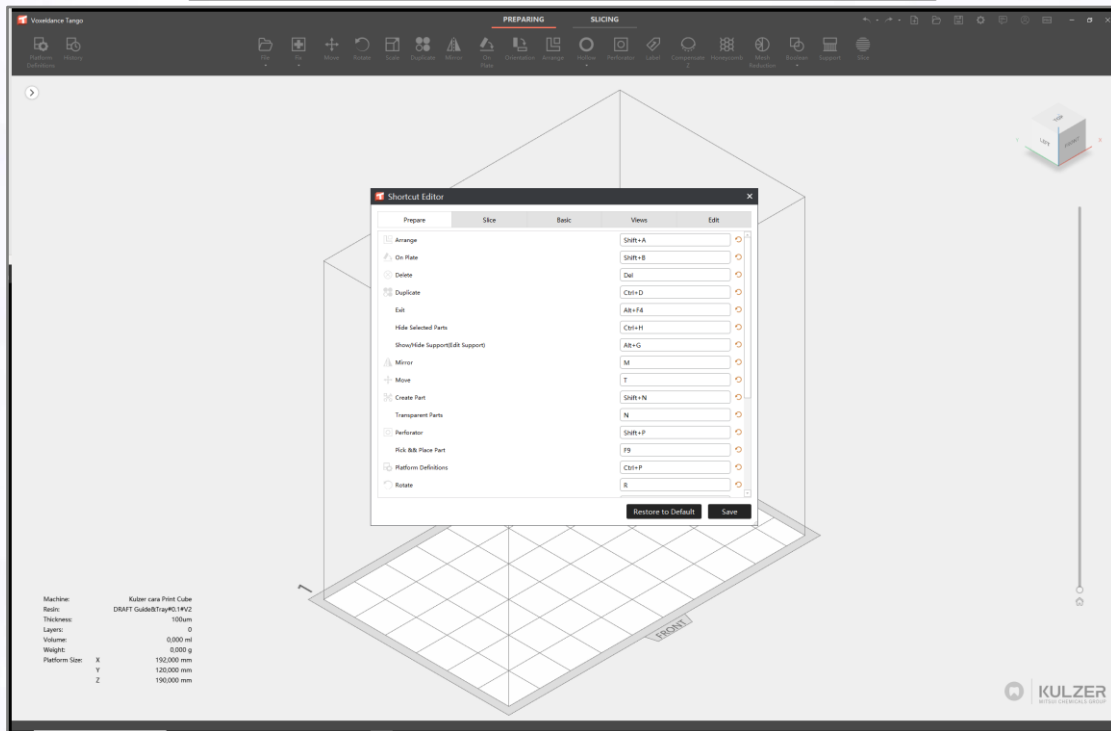 Voxeldance Tango
PREPARING
SLICING
Platform Definitions
History
File
Fix
Move
Rotate
Scale
Duplicate
Mirror
On Plate
Orientation
Arrange
Hollow
Perforator
Label
Compensate Z
Honeycomb
Mesh Reduction
Boolean
Support
Slice
TOP
LEFT
FRONT
Shortcut Editor
Prepare
Slice
Basic
Views
Edit
Arrange Shift+A
On Plate Shift+B
Delete Del
Duplicate Ctrl+D
Exit Alt+F4
Hide Selected Parts Ctrl+H
Show/Hide Support(Edit Support) Alt+G
Mirror M
Move T
Create Part Shift+N
Transparent Parts N
Perforator Shift+P
Pick && Place Part F9
Platform Definitions Ctrl+P
Rotate R
Restore to Default
Save
1
FRONT
Machine: Kulzer cara Print Cube
Resin: DRAFT Guide&Tray#0.1#V2
Thickness: 100um
Layers: 0
Volume: 0,000 ml
Weight: 0,000 g
Platform Size: X 192,000 mm
Y 120,000 mm
Z 190,000 mm
KULZER
MITSUI CHEMICALS GROUP